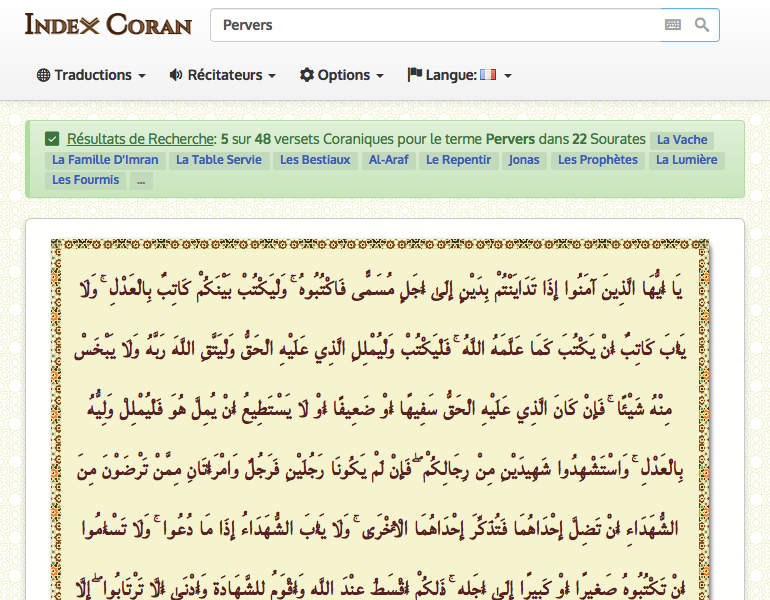 Index Coran
Pervers
Traductions Récitateurs Options Langue:
Résultats de Recherche: 5 sur 48 versets Coraniques pour le terme Pervers dans 22 Sourates La Vache
La Famille D'Imran La Table Servie Les Bestiaux Al-Araf Le Repentir Jonas Les Prophètes La Lumière
Les Fourmis ...
يَا أَيُّهَا الَّذِينَ آمَنُوا إِذَا تَدَايَنْتُمْ بِدَيْنٍ إِلَىٰ أَجَلٍ مُسَمًّى فَاكْتُبُوهُ ۚ وَلْيَكْتُبْ بَيْنَكُمْ كَاتِبٌ بِالْعَدْلِ ۚ وَلَا
يَأْبَ كَاتِبٌ أَنْ يَكْتُبَ كَمَا عَلَّمَهُ اللَّهُ ۚ فَلْيَكْتُبْ وَلْيُمْلِلِ الَّذِي عَلَيْهِ الْحَقُّ وَلْيَتَّقِ اللَّهَ رَبَّهُ وَلَا يَبْخَسْ
مِنْهُ شَيْئًا ۚ فَإِنْ كَانَ الَّذِي عَلَيْهِ الْحَقُّ سَفِيهًا أَوْ ضَعِيفًا أَوْ لَا يَسْتَطِيعُ أَنْ يُمِلَّ هُوَ فَلْيُمْلِلْ وَلِيُّهُ
بِالْعَدْلِ ۚ وَاسْتَشْهِدُوا شَهِيدَيْنِ مِنْ رِجَالِكُمْ ۖ فَإِنْ لَمْ يَكُونَا رَجُلَيْنِ فَرَجُلٌ وَامْرَأَتَانِ مِمَّنْ تَرْضَوْنَ مِنَ
الشُّهَدَاءِ أَنْ تَضِلَّ إِحْدَاهُمَا فَتُذَكِّرَ إِحْدَاهُمَا الْأُخْرَىٰ ۚ وَلَا يَأْبَ الشُّهَدَاءُ إِذَا مَا دُعُوا ۚ وَلَا تَسْأَمُوا
أَنْ تَكْتُبُوهُ صَغِيرًا أَوْ كَبِيرًا إِلَىٰ أَجَلِهِ ۚ ذَٰلِكُمْ أَقْسَطُ عِنْدَ اللَّهِ وَأَقْوَمُ لِلشَّهَادَةِ وَأَدْنَىٰ أَلَّا تَرْتَابُوا ۖ إِلَّا